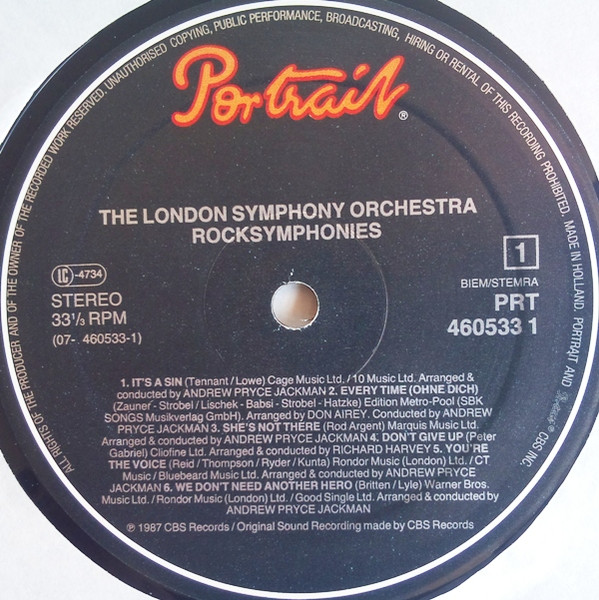 ALL RIGHTS OF THE PRODUCER AND OF THE OWNER OF THE RECORDED WORK RESERVED. UNAUTHORISED COPYING, PUBLIC PERFORMANCE, BROADCASTING, HIRING OR RENTAL OF THIS RECORDING PROHIBITED. MADE IN HOLLAND. PORTRAIT AND ® CBS INC.
Portrait®
THE LONDON SYMPHONY ORCHESTRA
ROCKSYMPHONIES
LC-4734
STEREO
33 1/3 RPM
(07- 460533-1)
1
BIEM/STEMRA
PRT
460533 1
1. IT'S A SIN (Tennant/Lowe) Cage Music Ltd./10 Music Ltd. Arranged &
conducted by ANDREW PRYCE JACKMAN 2. EVERY TIME (OHNE DICH)
(Zauner - Strobel/Lischek - Babsi - Strobel - Hatzke) Edition Metro-Pool (SBK
SONGS Musikverlag GmbH). Arranged by DON AIREY. Conducted by ANDREW
PRYCE JACKMAN 3. SHE'S NOT THERE (Rod Argent) Marquis Music Ltd.
Arranged & conducted by ANDREW PRYCE JACKMAN 4. DON'T GIVE UP (Peter
Gabriel) Cliofine Ltd. Arranged & conducted by RICHARD HARVEY 5. YOU'RE
THE VOICE (Reid/Thompson/Ryder/Kunta) Rondor Music (London) Ltd./CT
Music/Bluebeard Music Ltd. Arranged & conducted by ANDREW PRYCE
JACKMAN 6. WE DON'T NEED ANOTHER HERO (Britten/Lyle) Warner Bros.
Music Ltd./Rondor Music (London) Ltd./Good Single Ltd. Arranged & conducted by
ANDREW PRYCE JACKMAN
℗ 1987 CBS Records/Original Sound Recording made by CBS Records